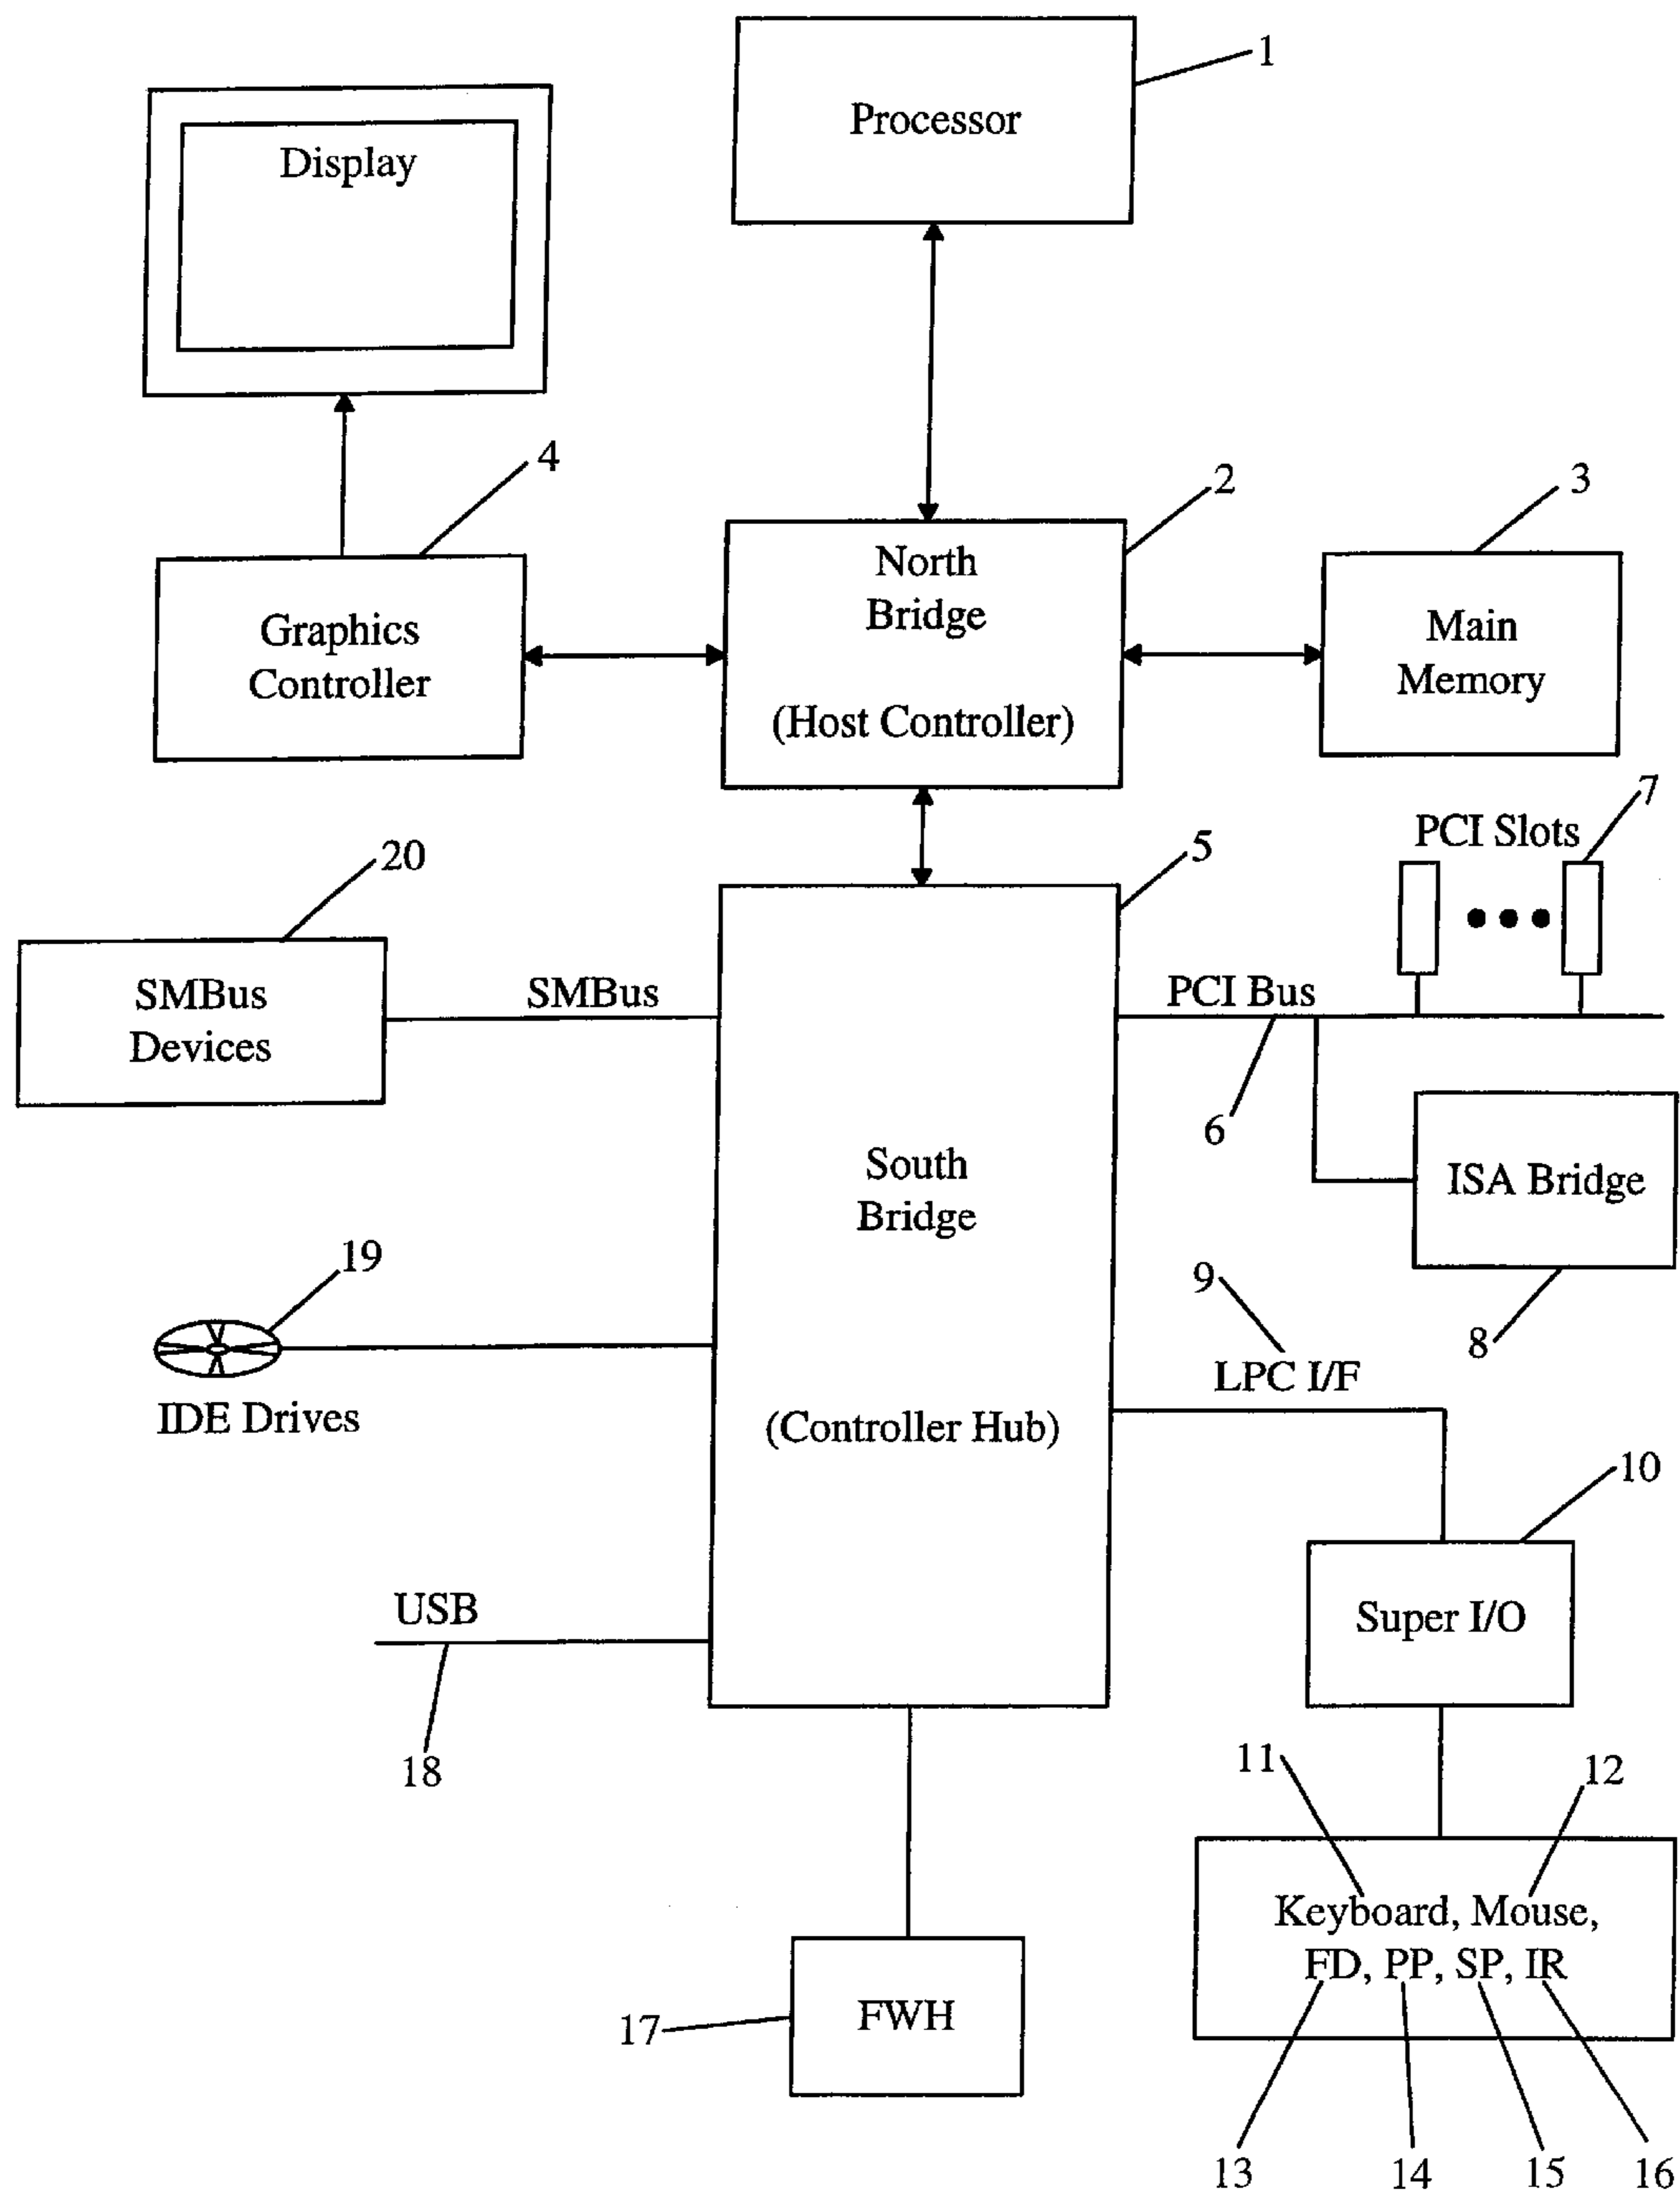 1
Processor
Display
4
2
3
North
Bridge
(Host Controller)
Graphics
Controller
Main
Memory
7
PCI Slots
20
5
SMBus
Devices
SMBus
PCI Bus
6
South
Bridge
(Controller Hub)
ISA Bridge
8
19
IDE Drives
9
LPC I/F
10
Super I/O
USB
18
11
12
Keyboard, Mouse,
FD, PP, SP, IR
17
FWH
13
14
15
16